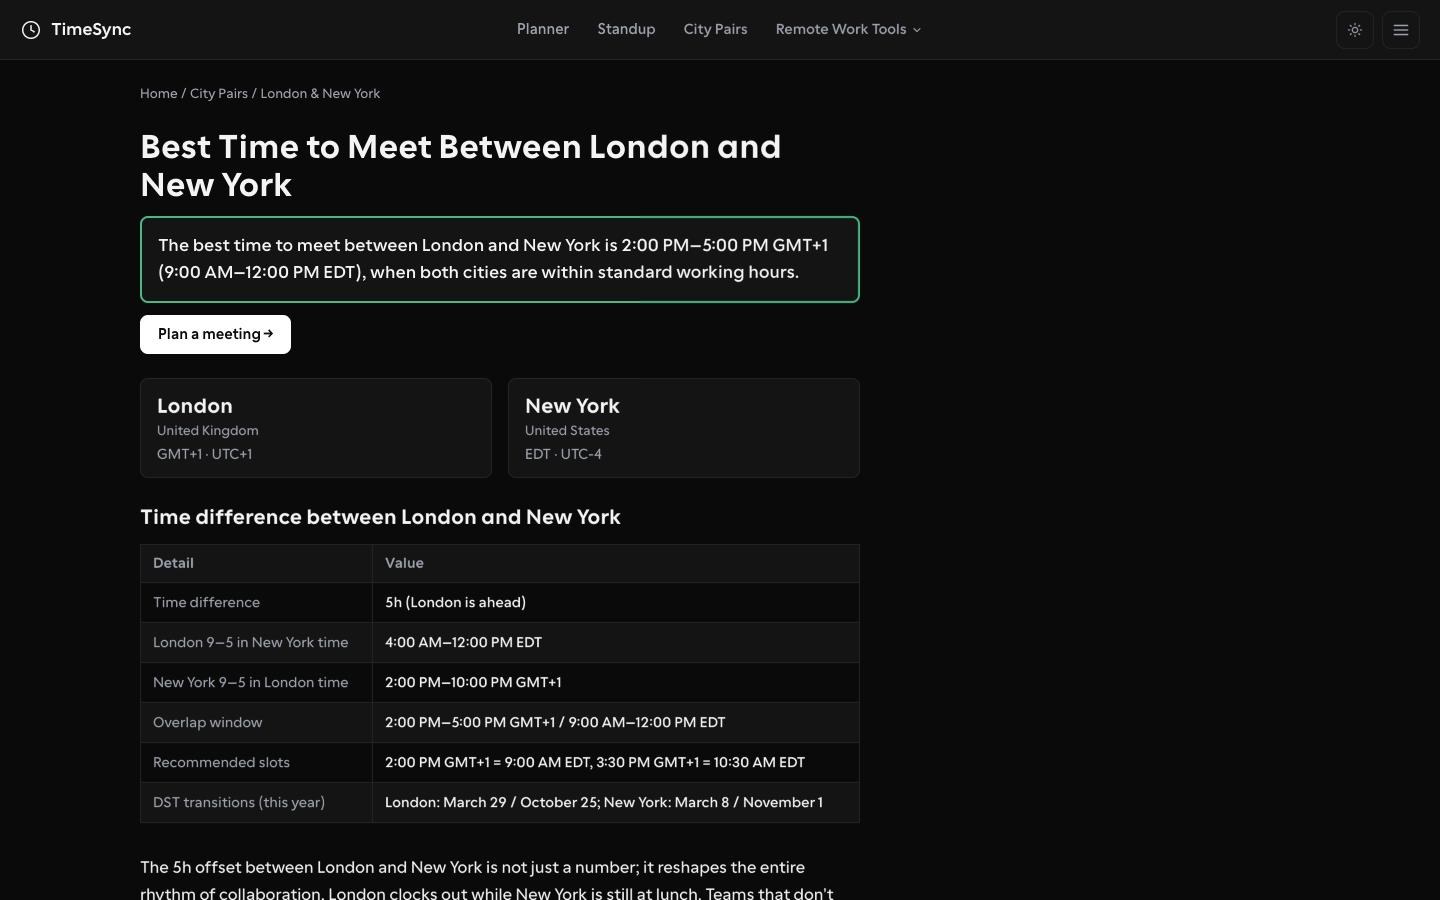 TimeSync
Planner
Standup
City Pairs
Remote Work Tools
Home / City Pairs / London & New York
Best Time to Meet Between London and
New York
The best time to meet between London and New York is 2:00 PM–5:00 PM GMT+1
(9:00 AM–12:00 PM EDT), when both cities are within standard working hours.
Plan a meeting→
London
United Kingdom
GMT+1 · UTC+1
New York
United States
EDT · UTC-4
Time difference between London and New York
Detail Value
Time difference 5h (London is ahead)
London 9–5 in New York time 4:00 AM–12:00 PM EDT
New York 9–5 in London time 2:00 PM–10:00 PM GMT+1
Overlap window 2:00 PM–5:00 PM GMT+1 / 9:00 AM–12:00 PM EDT
Recommended slots 2:00 PM GMT+1 = 9:00 AM EDT, 3:30 PM GMT+1 = 10:30 AM EDT
DST transitions (this year) London: March 29 / October 25; New York: March 8 / November 1
The 5h offset between London and New York is not just a number; it reshapes the entire
rhythm of collaboration. London clocks out while New York is still at lunch. Teams that don't